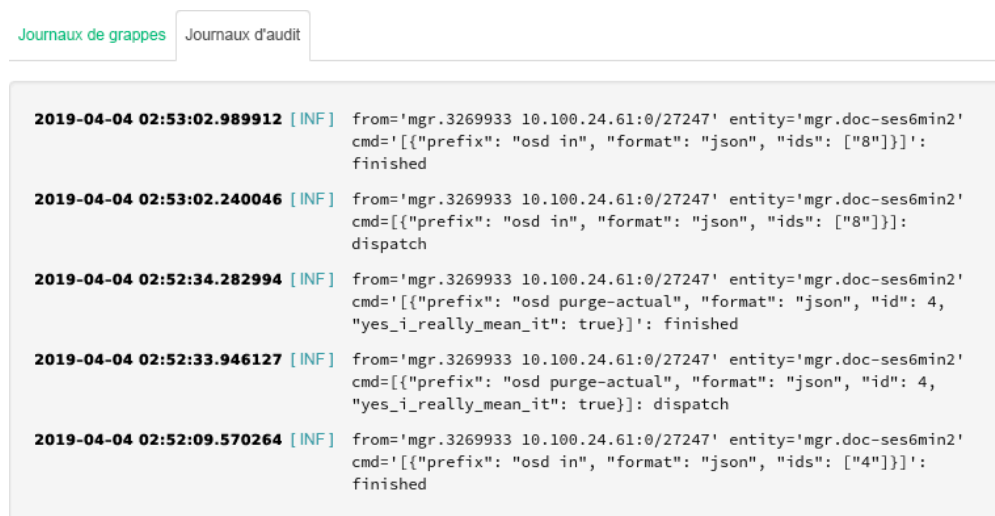 Journaux de grappes Journaux d'audit
2019-04-04 02:53:02.989912 [ INF ] from='mgr.3269933 10.100.24.61:0/27247' entity='mgr.doc-ses6min2'
cmd='[{"prefix": "osd in", "format": "json", "ids": ["8"]}]':
finished
2019-04-04 02:53:02.240046 [ INF ] from='mgr.3269933 10.100.24.61:0/27247' entity='mgr.doc-ses6min2'
cmd=[{"prefix": "osd in", "format": "json", "ids": ["8"]}]:
dispatch
2019-04-04 02:52:34.282994 [ INF ] from='mgr.3269933 10.100.24.61:0/27247' entity='mgr.doc-ses6min2'
cmd='[{"prefix": "osd purge-actual", "format": "json", "id": 4,
"yes_i_really_mean_it": true}]': finished
2019-04-04 02:52:33.946127 [ INF ] from='mgr.3269933 10.100.24.61:0/27247' entity='mgr.doc-ses6min2'
cmd=[{"prefix": "osd purge-actual", "format": "json", "id": 4,
"yes_i_really_mean_it": true}]: dispatch
2019-04-04 02:52:09.570264 [ INF ] from='mgr.3269933 10.100.24.61:0/27247' entity='mgr.doc-ses6min2'
cmd='[{"prefix": "osd in", "format": "json", "ids": ["4"]}]':
finished